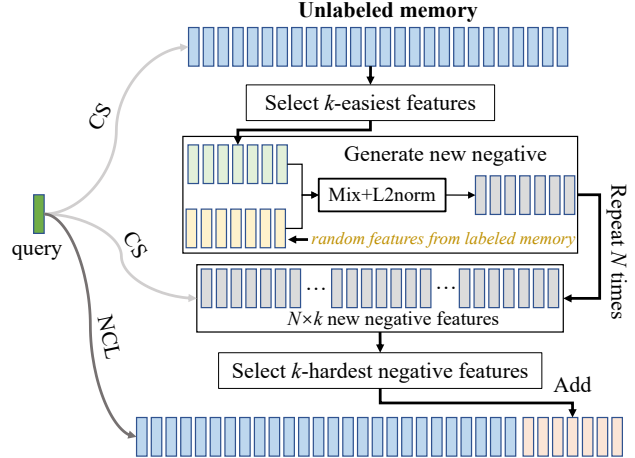 Unlabeled memory
CS
Select k-easiest features
Generate new negative
Mix+L2norm
random features from labeled memory
Repeat N times
query
CS
... ...
N×k new negative features
NCL
Select k-hardest negative features
Add